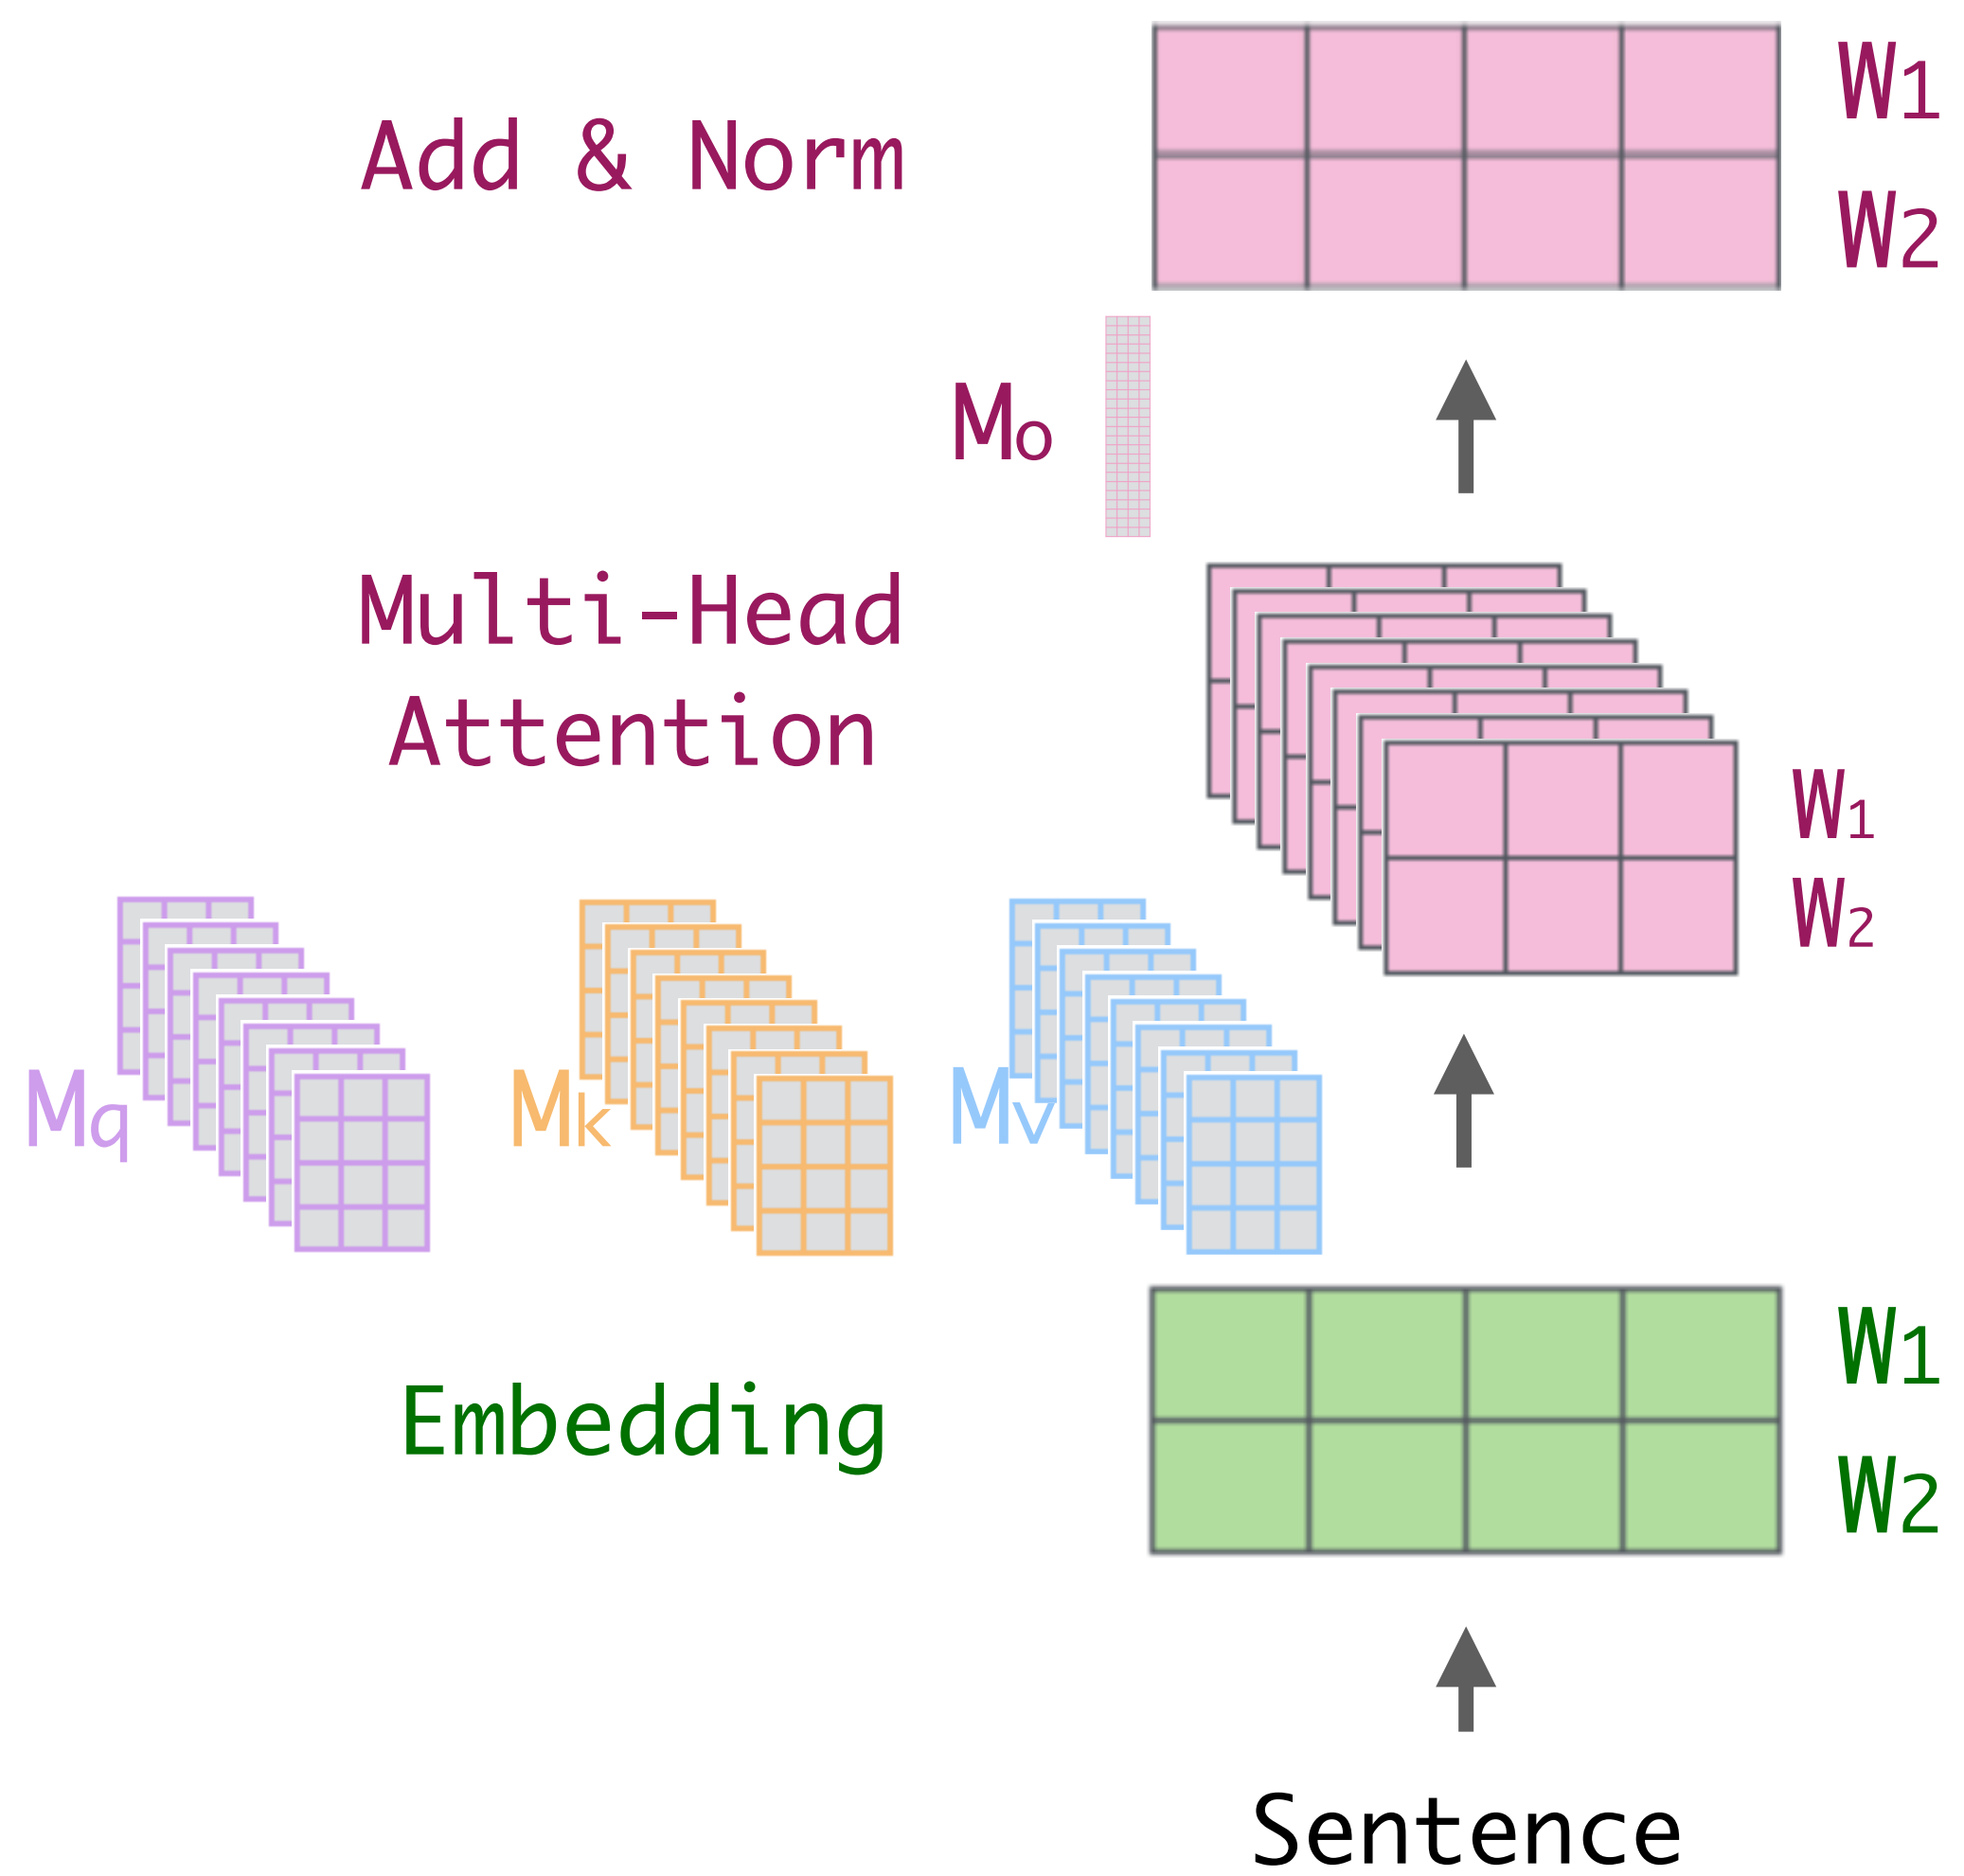 Add & Norm
W1
W2
Mo
Multi-Head
Attention
W1
W2
Mq
Mk
Mv
Embedding
W1
W2
Sentence